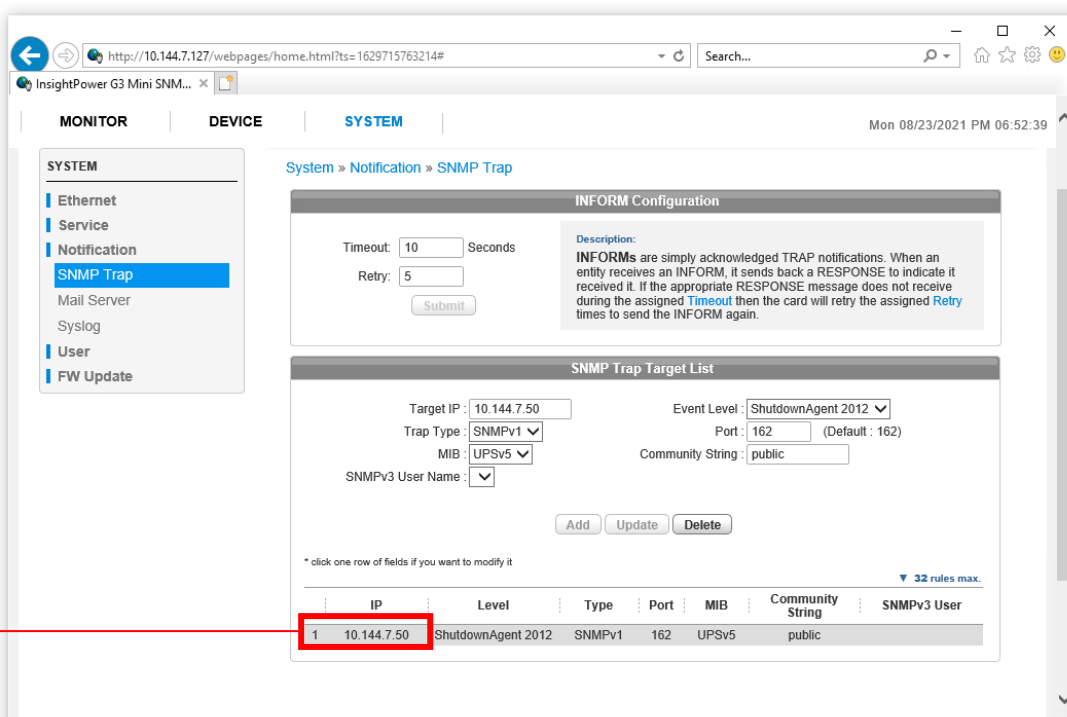 http://10.144.7.127/webpages/home.html?ts=1629715763214#
Search...
InsightPower G3 Mini SNM...
MONITOR DEVICE SYSTEM
Mon 08/23/2021 PM 06:52:39
SYSTEM
Ethernet
Service
Notification
SNMP Trap
Mail Server
Syslog
User
FW Update
System » Notification » SNMP Trap
INFORM Configuration
Timeout: 10 Seconds
Retry: 5
Submit
Description:
INFORMs are simply acknowledged TRAP notifications. When an
entity receives an INFORM, it sends back a RESPONSE to indicate it
received it. If the appropriate RESPONSE message does not receive
during the assigned Timeout then the card will retry the assigned Retry
times to send the INFORM again.
SNMP Trap Target List
Target IP : 10.144.7.50 Event Level : ShutdownAgent 2012
Trap Type : SNMPv1 Port : 162 (Default : 162)
MIB : UPSv5 Community String : public
SNMPv3 User Name :
Add Update Delete
* click one row of fields if you want to modify it
▼ 32 rules max.
IP Level Type Port MIB Community String SNMPv3 User
1 10.144.7.50 ShutdownAgent 2012 SNMPv1 162 UPSv5 public